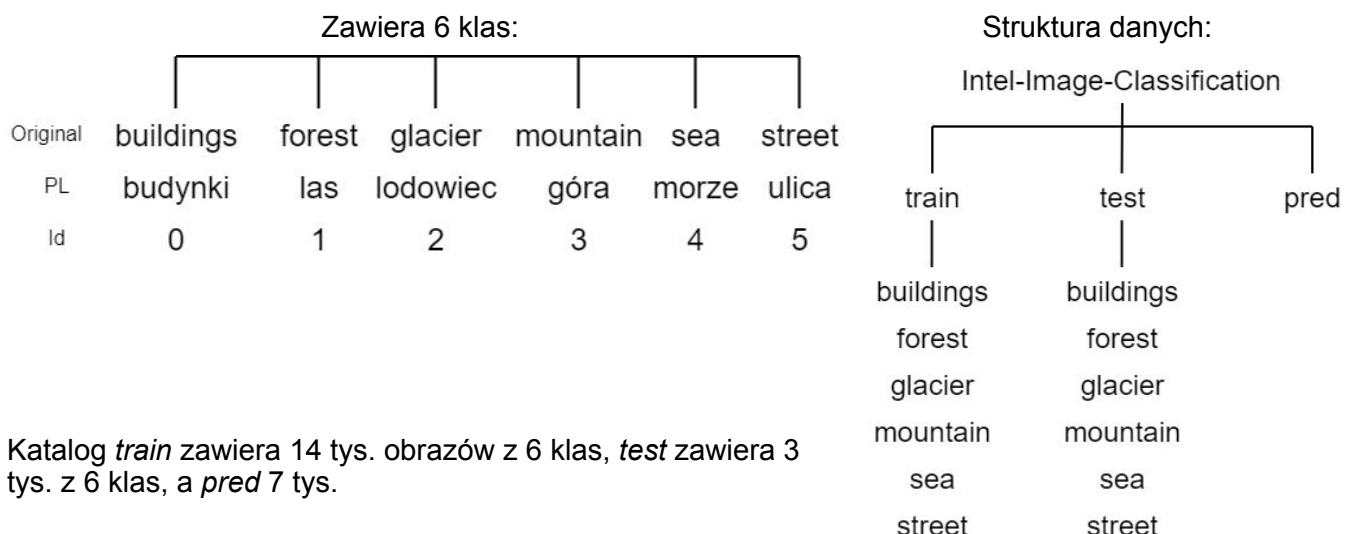 Zawiera 6 klas:
Original buildings forest glacier mountain sea street
PL budynki las lodowiec góra morze ulica
Id 0 1 2 3 4 5
Katalog train zawiera 14 tys. obrazów z 6 klas, test zawiera 3
tys. z 6 klas, a pred 7 tys.
Struktura danych:
Intel-Image-Classification
train test pred
buildings buildings
forest forest
glacier glacier
mountain mountain
sea sea
street street